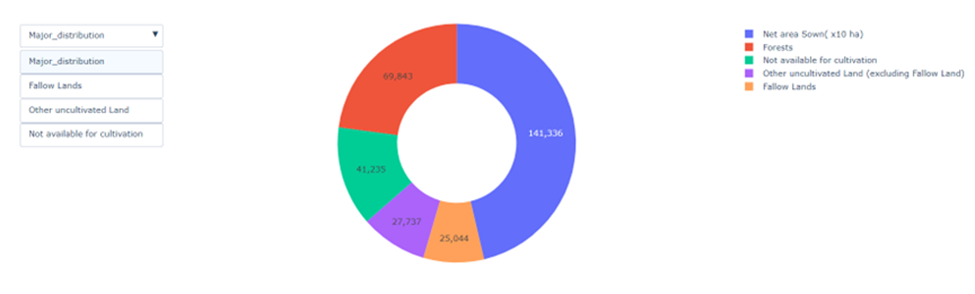 Major_distribution
▼
Major_distribution
Fallow Lands
Other uncultivated Land
Not available for cultivation
69,843
141,336
41,235
27,737
25,044
Net area Sown( x10 ha)
Forests
Not available for cultivation
Other uncultivated Land (excluding Fallow Land)
Fallow Lands